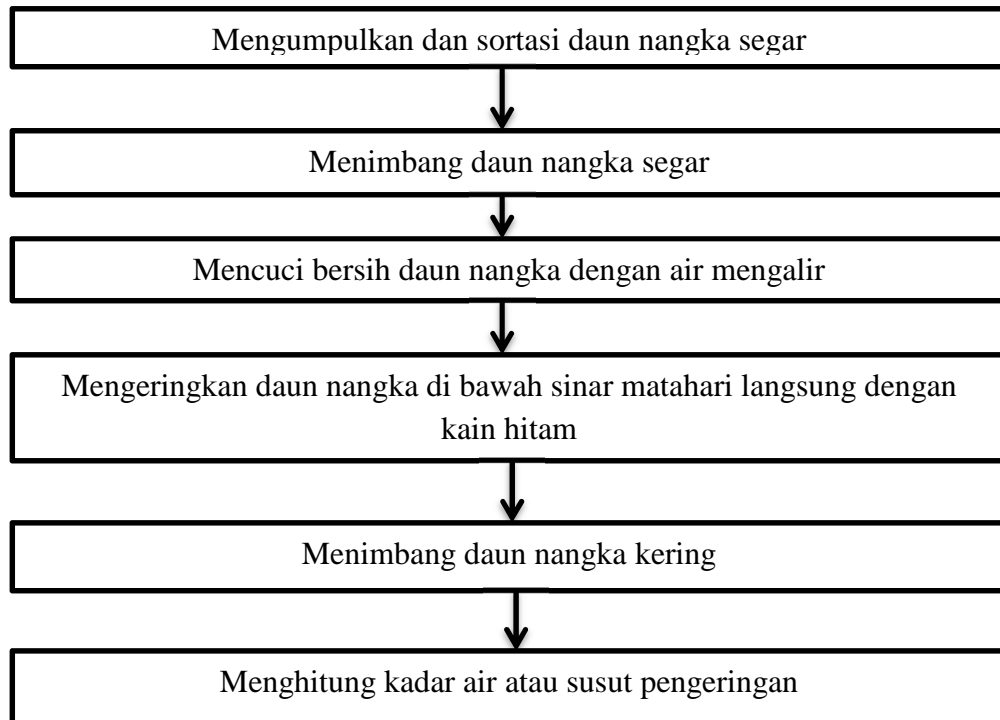 Mengumpulkan dan sortasi daun nangka segar
Menimbang daun nangka segar
Mencuci bersih daun nangka dengan air mengalir
Mengeringkan daun nangka di bawah sinar matahari langsung dengan
kain hitam
Menimbang daun nangka kering
Menghitung kadar air atau susut pengeringan